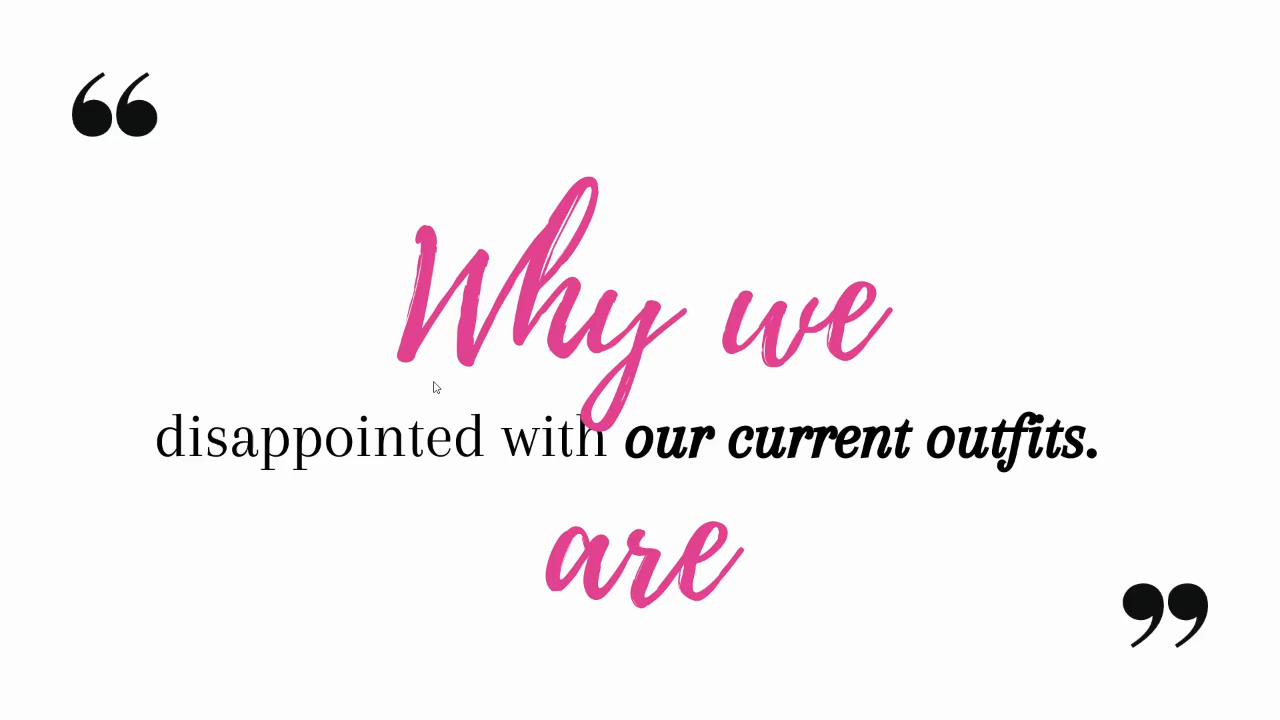 “
Why we
disappointed with our current outfits.
are
”